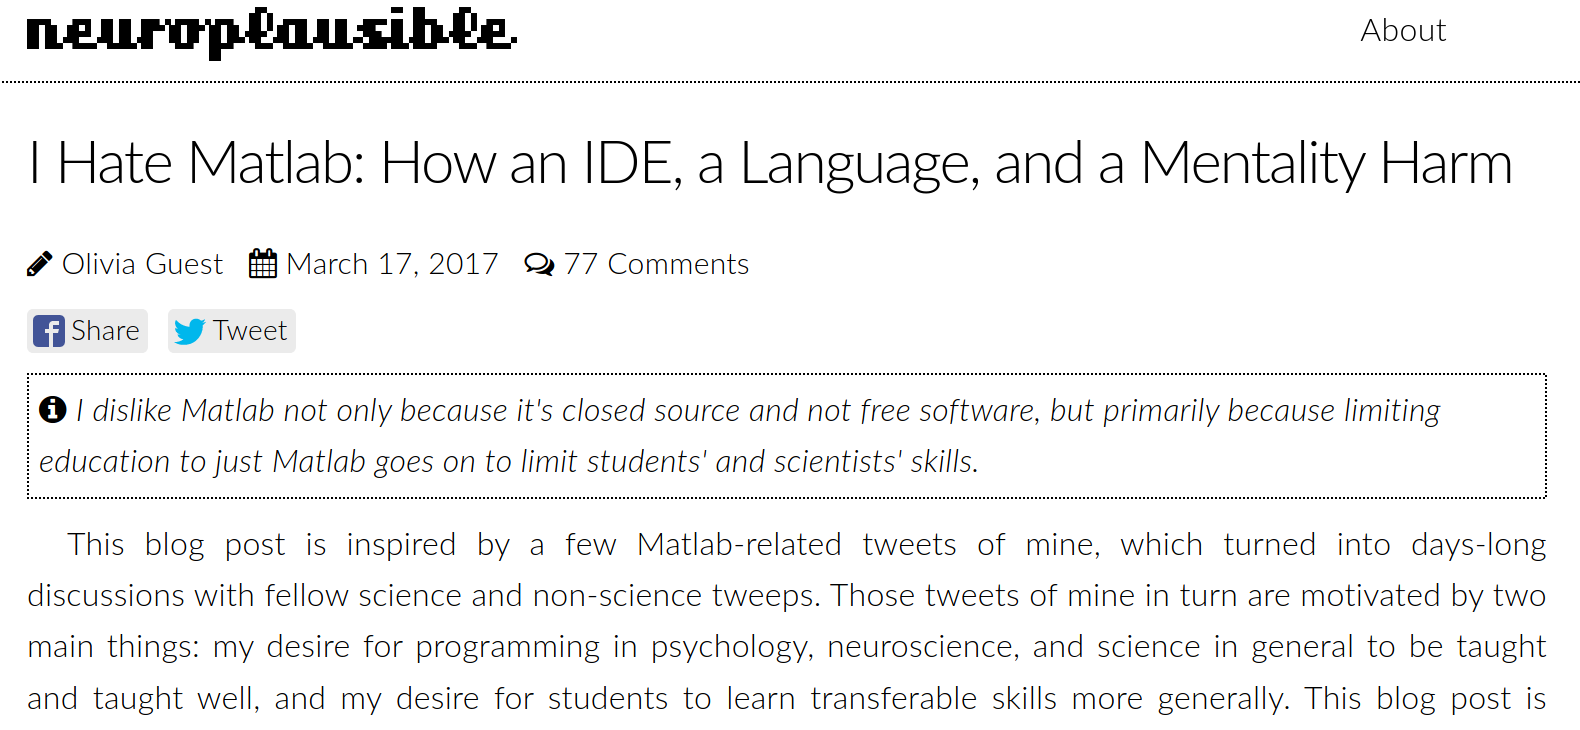 neuroplausible.
About
I Hate Matlab: How an IDE, a Language, and a Mentality Harm
Olivia Guest March 17, 2017 77 Comments
Share Tweet
I dislike Matlab not only because it's closed source and not free software, but primarily because limiting
education to just Matlab goes on to limit students' and scientists' skills.
This blog post is inspired by a few Matlab-related tweets of mine, which turned into days-long
discussions with fellow science and non-science tweeps. Those tweets of mine in turn are motivated by two
main things: my desire for programming in psychology, neuroscience, and science in general to be taught
and taught well, and my desire for students to learn transferable skills more generally. This blog post is